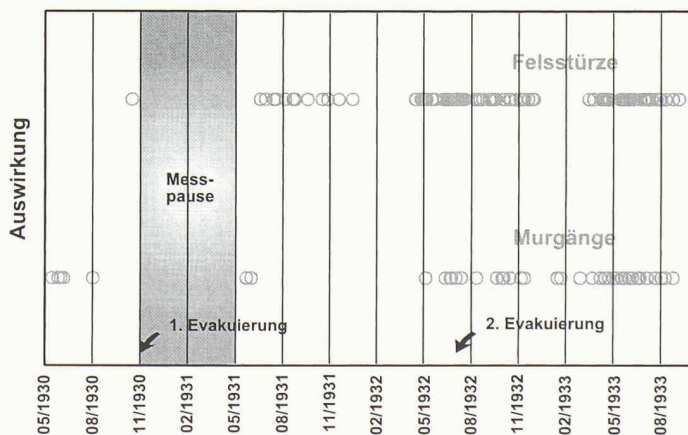 Felsstürze
Auswirkung
Mess-
pause
Murgänge
1. Evakuierung
2. Evakuierung
05/1930
08/1930
11/1930
02/1931
05/1931
08/1931
11/1931
02/1932
05/1932
08/1932
11/1932
02/1933
05/1933
08/1933